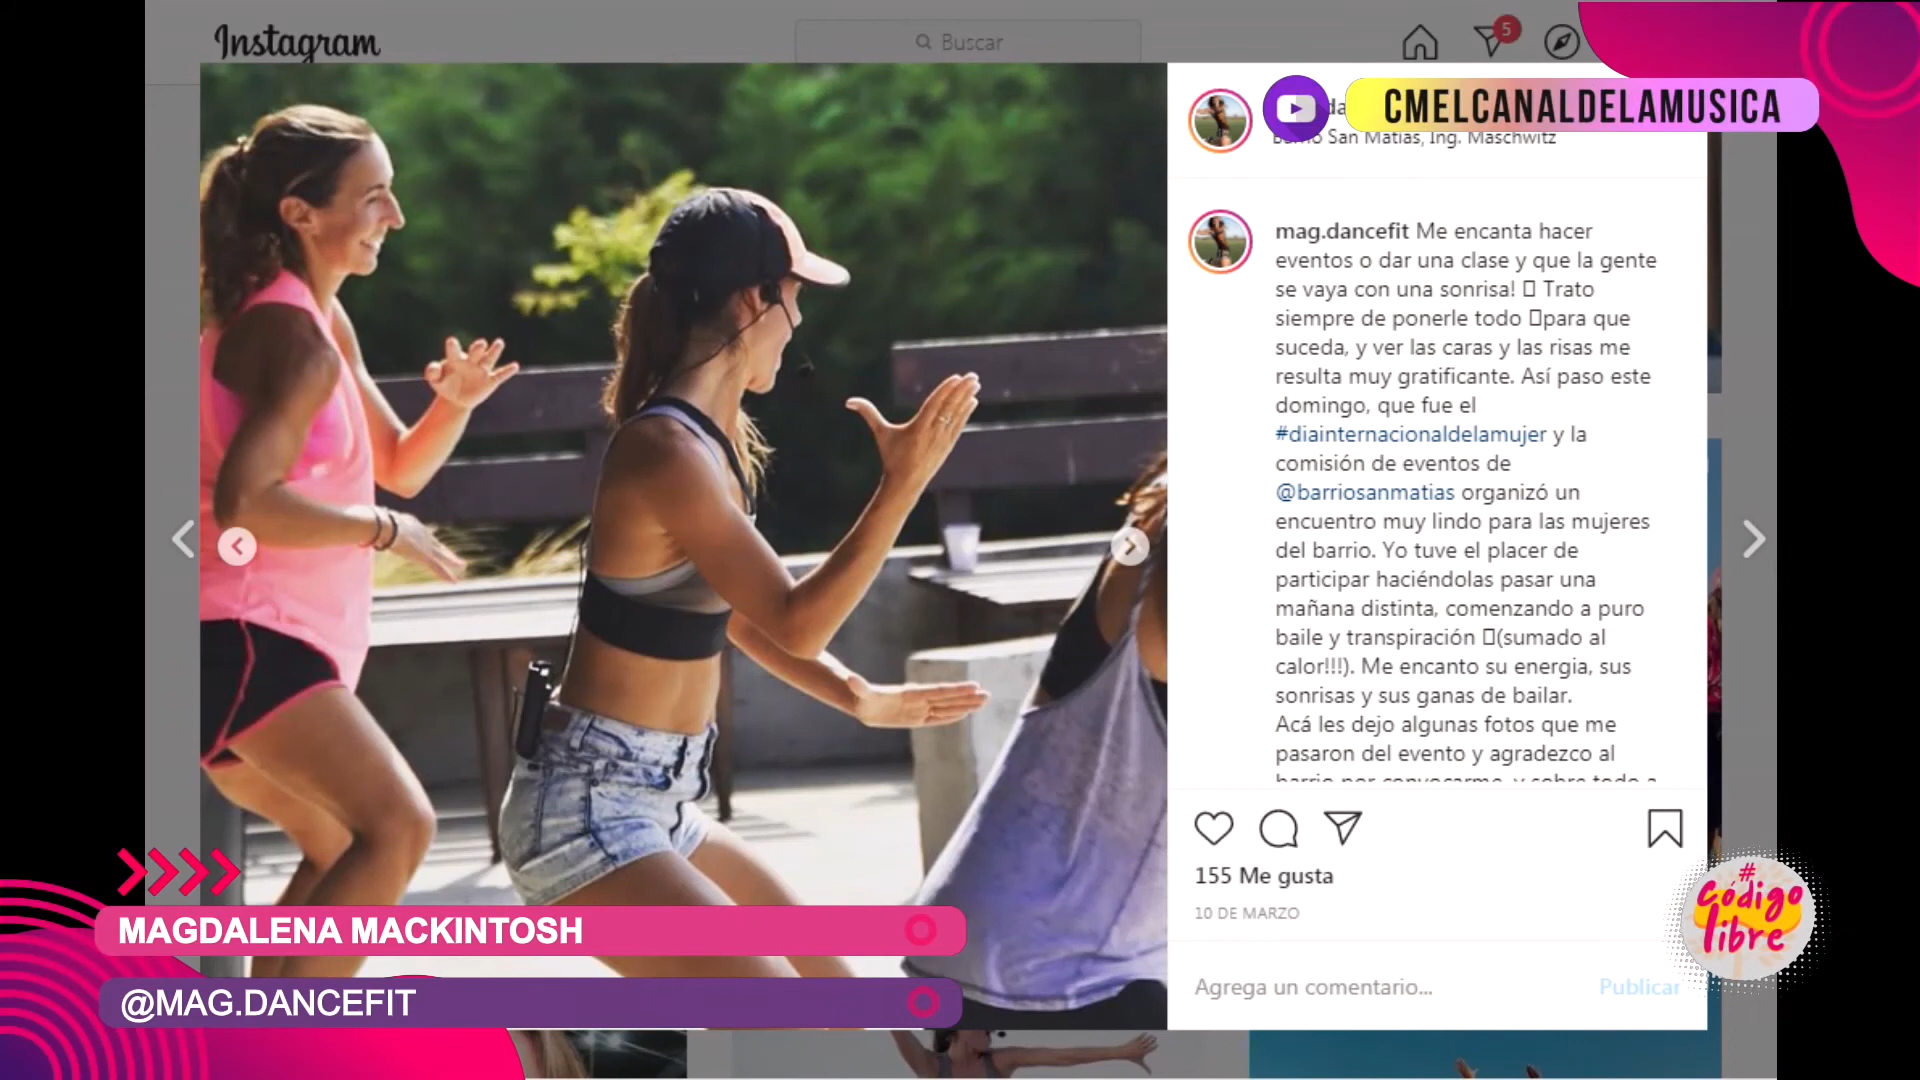 Instagram
Buscar
5
CMELCANALDELAMUSICA
Barrio San Matias, Ing. Maschwitz
mag.dancefit Me encanta hacer
eventos o dar una clase y que la gente
se vaya con una sonrisa! Trato
siempre de ponerle todo para que
suceda, y ver las caras y las risas me
resulta muy gratificante. Así paso este
domingo, que fue el
#diainternacionaldelamujer y la
comisión de eventos de
@barriosanmatias organizó un
encuentro muy lindo para las mujeres
del barrio. Yo tuve el placer de
participar haciéndolas pasar una
mañana distinta, comenzando a puro
baile y transpiración (sumado al
calor!!!). Me encanto su energia, sus
sonrisas y sus ganas de bailar.
Acá les dejo algunas fotos que me
pasaron del evento y agradezco al
barrio por convocarme, y sobre todo a
155 Me gusta
10 DE MARZO
Agrega un comentario...
Publicar
#
Código
libre
MAGDALENA MACKINTOSH
@MAG.DANCEFIT